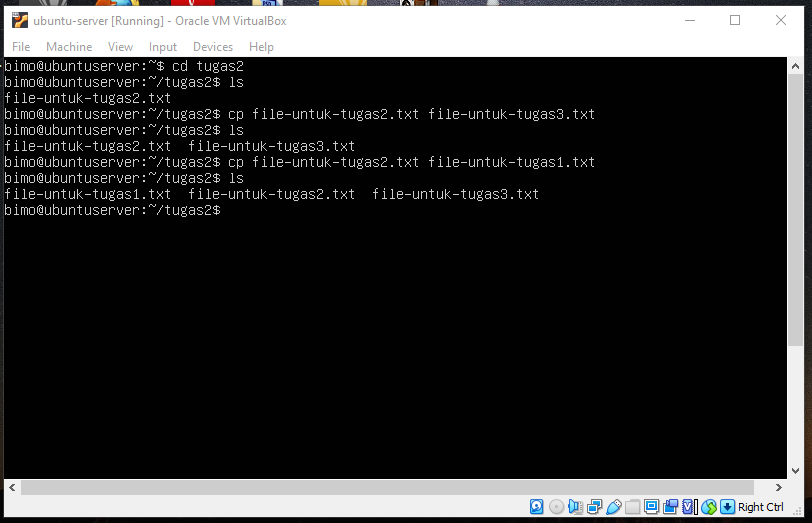 ubuntu-server [Running] - Oracle VM VirtualBox
File Machine View Input Devices Help
bimo@ubuntuserver:~$ cd tugas2
bimo@ubuntuserver:~/tugas2$ ls
file-untuk-tugas2.txt
bimo@ubuntuserver:~/tugas2$ cp file-untuk-tugas2.txt file-untuk-tugas3.txt
bimo@ubuntuserver:~/tugas2$ ls
file-untuk-tugas2.txt  file-untuk-tugas3.txt
bimo@ubuntuserver:~/tugas2$ cp file-untuk-tugas2.txt file-untuk-tugas1.txt
bimo@ubuntuserver:~/tugas2$ ls
file-untuk-tugas1.txt  file-untuk-tugas2.txt  file-untuk-tugas3.txt
bimo@ubuntuserver:~/tugas2$
Right Ctrl